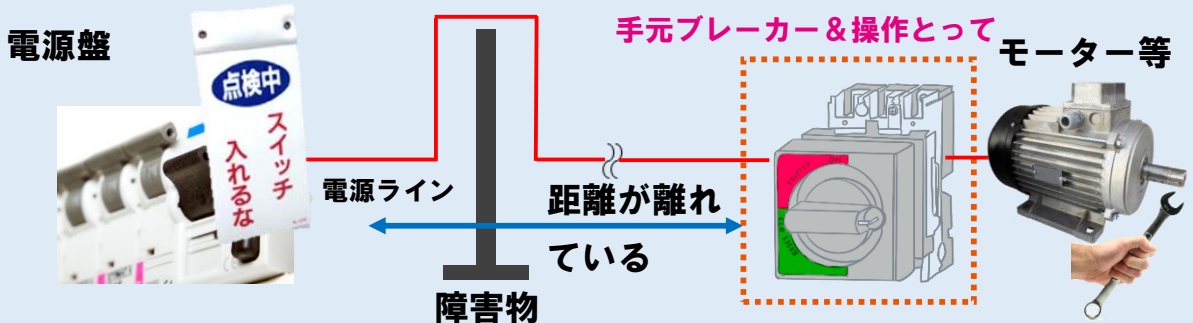 電源盤
点検中
スイッチ
入れるな
電源ライン
障害物
距離が離れ
ている
手元ブレーカー＆操作とって
モーター等